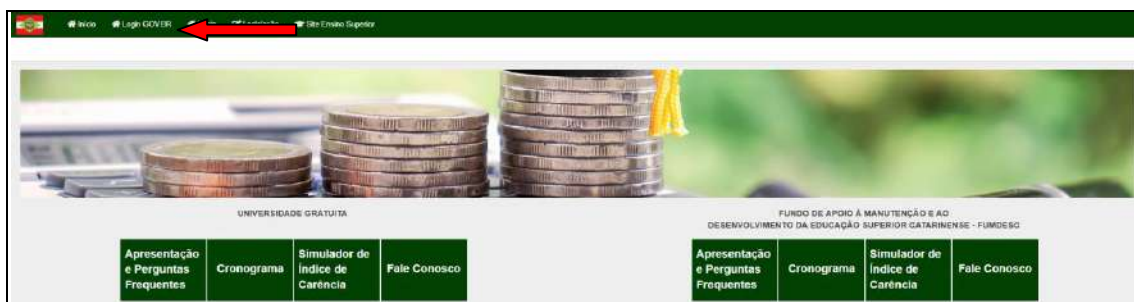 Início Login GOVBR Site Ensino Superior
UNIVERSIDADE GRATUITA
FUNDO DE APOIO À MANUTENÇÃO E AO
DESENVOLVIMENTO DA EDUCAÇÃO SUPERIOR CATARINENSE - FUMDESC
Apresentação
e Perguntas
Frequentes
Cronograma
Simulador de
Índice de
Carência
Fale Conosco
Apresentação
e Perguntas
Frequentes
Cronograma
Simulador de
Índice de
Carência
Fale Conosco